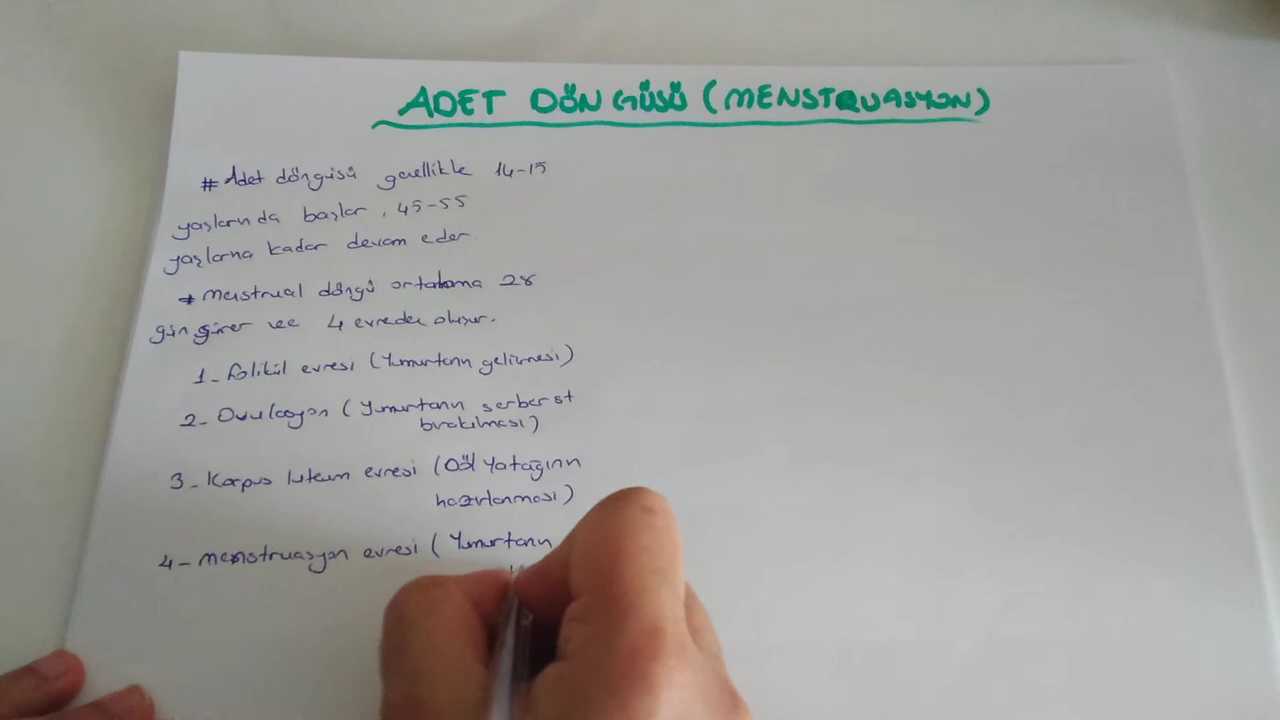 ADET DÖNGÜSÜ (MENSTRUASYON)
# Adet döngüsü genellikle 14-15
yaşlarında başlar, 45-55
yaşlarına kadar devam eder
* menstrual döngü ortalama 28
gün sürer ve 4 evreden oluşur.
1- Folikül evresi (Yumurtanın gelişmesi)
2- Ovulasyon (Yumurtanın serbest
bırakılması)
3- Korpus luteum evresi (Döl Yatağının
hazırlanması)
4- menstruasyon evresi (Yumurtanın